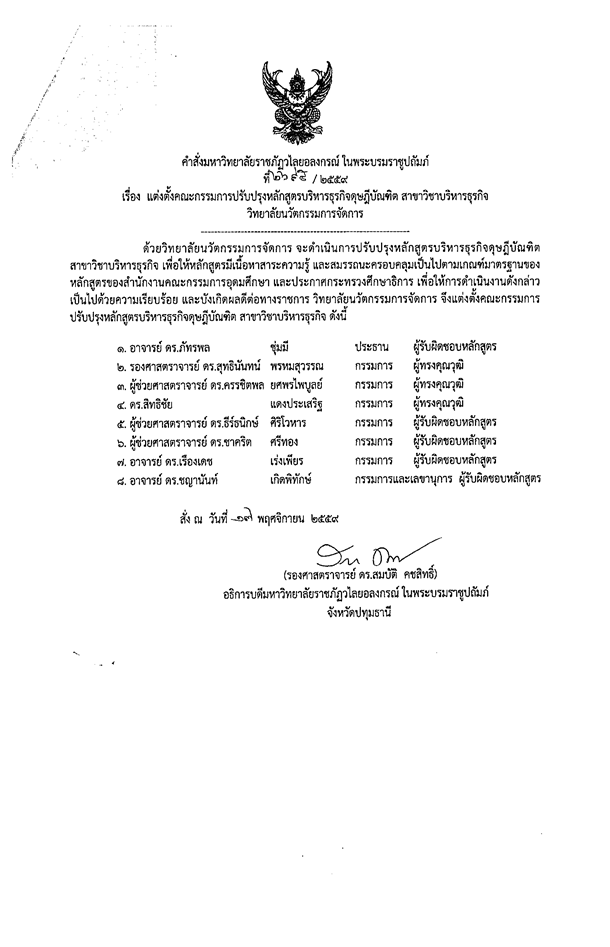 คำสั่งมหาวิทยาลัยราชภัฏวไลยอลงกรณ์ ในพระบรมราชูปถัมภ์
ที่ / ๒๕๕๙
เรื่อง แต่งตั้งคณะกรรมการปรับปรุงหลักสูตรบริหารธุรกิจดุษฎีบัณฑิต สาขาวิชาบริหารธุรกิจ
วิทยาลัยนวัตกรรมการจัดการ
ด้วยวิทยาลัยนวัตกรรมการจัดการ จะดำเนินการปรับปรุงหลักสูตรบริหารธุรกิจดุษฎีบัณฑิต
สาขาวิชาบริหารธุรกิจ เพื่อให้หลักสูตรมีเนื้อหาสาระความรู้ และสมรรถนะครอบคลุมเป็นไปตามเกณฑ์มาตรฐานของ
หลักสูตรของสำนักงานคณะกรรมการอุดมศึกษา และประกาศกระทรวงศึกษาธิการ เพื่อให้การดำเนินงานดังกล่าว
เป็นไปด้วยความเรียบร้อย และบังเกิดผลดีต่อทางราชการ วิทยาลัยนวัตกรรมการจัดการ จึงแต่งตั้งคณะกรรมการ
ปรับปรุงหลักสูตรบริหารธุรกิจดุษฎีบัณฑิต สาขาวิชาบริหารธุรกิจ ดังนี้
๑. อาจารย์ ดร.ภัทรพล ชุ่มมี ประธาน ผู้รับผิดชอบหลักสูตร
๒. รองศาสตราจารย์ ดร.สุทธินันทน์ พรหมสุวรรณ กรรมการ ผู้ทรงคุณวุฒิ
๓. ผู้ช่วยศาสตราจารย์ ดร.ครรชิตพล ยศพรไพบูลย์ กรรมการ ผู้ทรงคุณวุฒิ
๔. ดร.สิทธิชัย แดงประเสริฐ กรรมการ ผู้ทรงคุณวุฒิ
๕. ผู้ช่วยศาสตราจารย์ ดร.ธีร์ธนิกษ์ ศิริโวหาร กรรมการ ผู้รับผิดชอบหลักสูตร
๖. ผู้ช่วยศาสตราจารย์ ดร.ชาคริต ศรีทอง กรรมการ ผู้รับผิดชอบหลักสูตร
๗. อาจารย์ ดร.เรืองเดช เร่งเพียร กรรมการ ผู้รับผิดชอบหลักสูตร
๘. อาจารย์ ดร.ชญานันท์ เกิดพิทักษ์ กรรมการและเลขานุการ ผู้รับผิดชอบหลักสูตร
สั่ง ณ วันที่ ๑๗ พฤศจิกายน ๒๕๕๙
(รองศาสตราจารย์ ดร.สมบัติ คชสิทธิ์)
อธิการบดีมหาวิทยาลัยราชภัฏวไลยอลงกรณ์ ในพระบรมราชูปถัมภ์
จังหวัดปทุมธานี